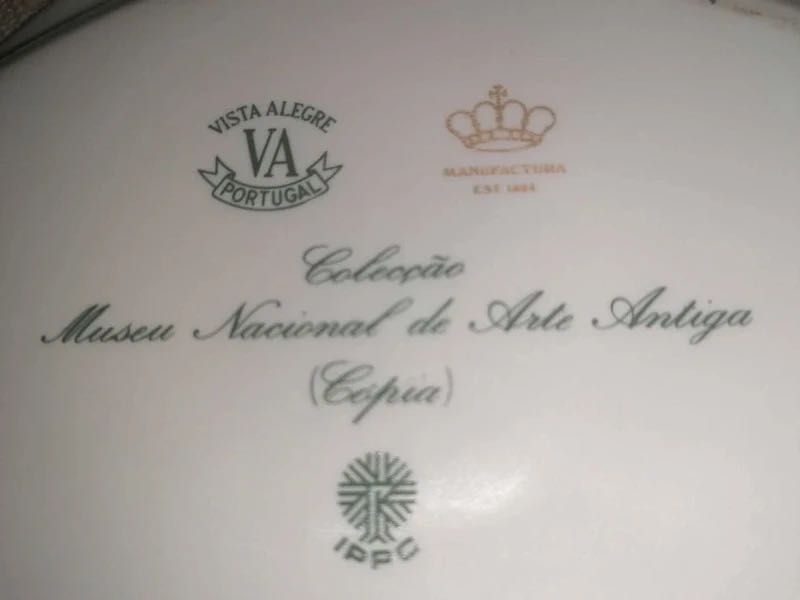 VISTA ALEGRE
VA
PORTUGAL
MANUFACTURA
EST 1824
Colecção
Museu Nacional de Arte Antiga
(Cópia)
IPPC